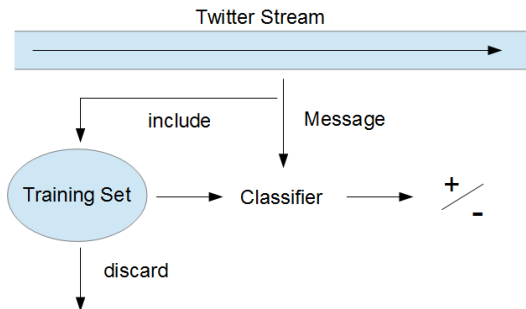 Twitter Stream
include
Message
Training Set
Classifier
+
-
discard